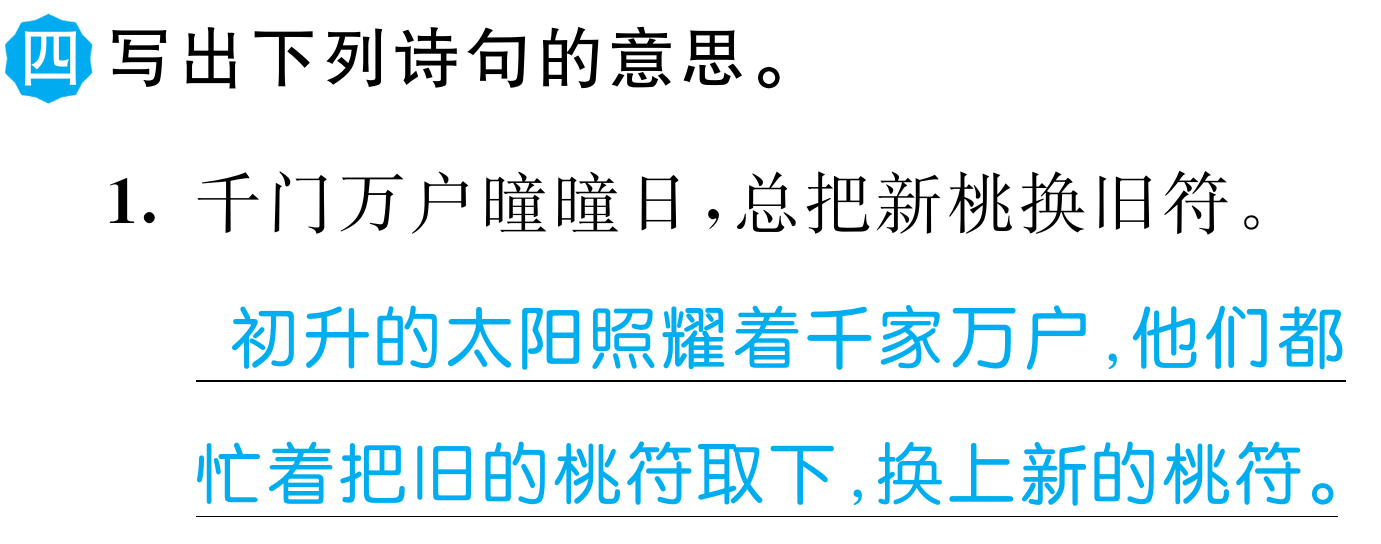 四 写出下列诗句的意思。
1. 千门万户曈曈日,总把新桃换旧符。
初升的太阳照耀着千家万户,他们都
忙着把旧的桃符取下,换上新的桃符。